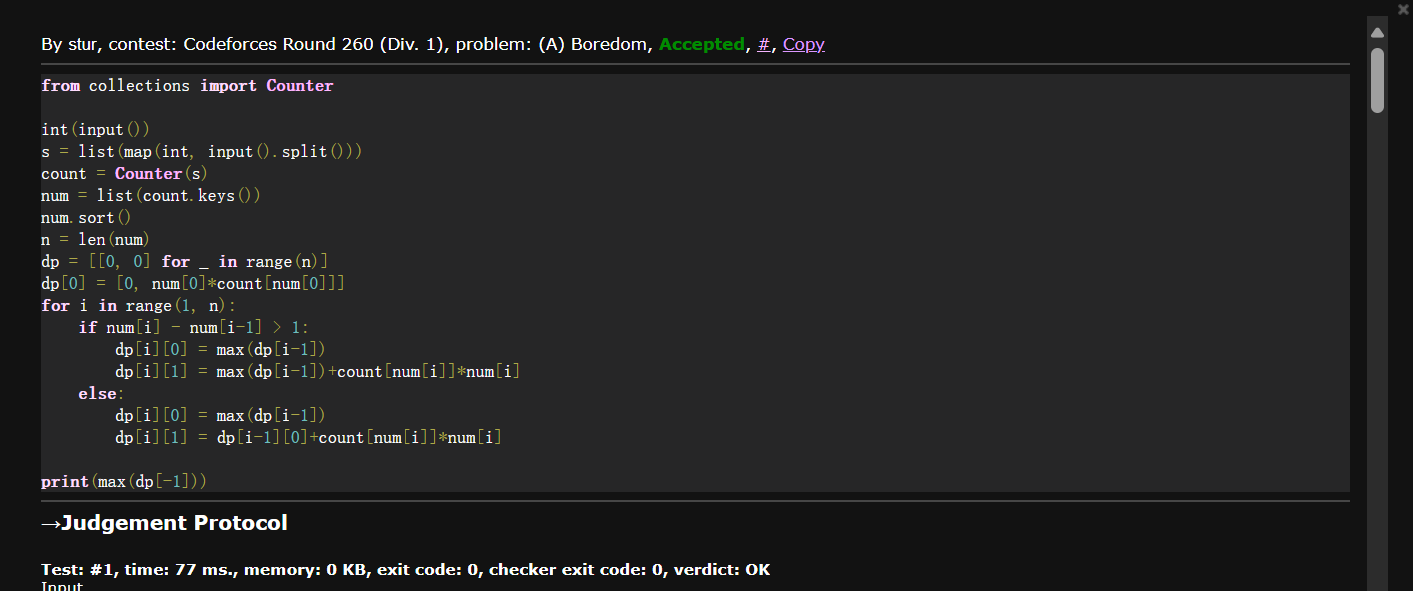 By stur, contest: Codeforces Round 260 (Div. 1), problem: (A) Boredom, Accepted, #, Copy
from collections import Counter
int(input())
s = list(map(int, input().split()))
count = Counter(s)
num = list(count.keys())
num.sort()
n = len(num)
dp = [[0, 0] for _ in range(n)]
dp[0] = [0, num[0]*count[num[0]]]
for i in range(1, n):
    if num[i] - num[i-1] > 1:
        dp[i][0] = max(dp[i-1])
        dp[i][1] = max(dp[i-1])+count[num[i]]*num[i]
    else:
        dp[i][0] = max(dp[i-1])
        dp[i][1] = dp[i-1][0]+count[num[i]]*num[i]
print(max(dp[-1]))
→Judgement Protocol
Test: #1, time: 77 ms., memory: 0 KB, exit code: 0, checker exit code: 0, verdict: OK
Input